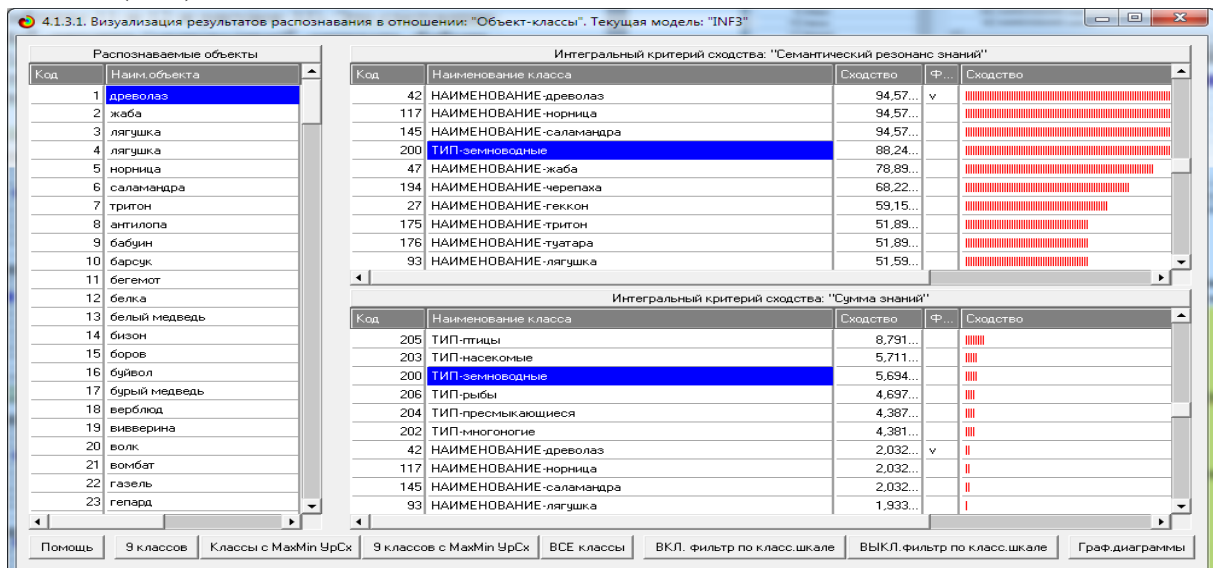 4.1.3.1. Визуализация результатов распознавания в отношении: "Объект-классы". Текущая модель: "INF3"
Распознаваемые объекты
Код Наим.объекта
1 древолаз
2 жаба
3 лягушка
4 лягушка
5 норница
6 саламандра
7 тритон
8 антилопа
9 бабуин
10 барсук
11 бегемот
12 белка
13 белый медведь
14 бизон
15 боров
16 буйвол
17 бурый медведь
18 верблюд
19 вивверина
20 волк
21 вомбат
22 газель
23 гепард
Интегральный критерий сходства: "Семантический резонанс знаний"
Код Наименование класса Сходство Ф... Сходство
42 НАИМЕНОВАНИЕ-древолаз 94,57... v
117 НАИМЕНОВАНИЕ-норница 94,57...
145 НАИМЕНОВАНИЕ-саламандра 94,57...
200 ТИП-земноводные 88,24...
47 НАИМЕНОВАНИЕ-жаба 78,89...
194 НАИМЕНОВАНИЕ-черепаха 68,22...
27 НАИМЕНОВАНИЕ-геккон 59,15...
175 НАИМЕНОВАНИЕ-тритон 51,89...
176 НАИМЕНОВАНИЕ-туатара 51,89...
93 НАИМЕНОВАНИЕ-лягушка 51,59...
Интегральный критерий сходства: "Сумма знаний"
Код Наименование класса Сходство Ф... Сходство
205 ТИП-птицы 8,791...
203 ТИП-насекомые 5,711...
200 ТИП-земноводные 5,694...
206 ТИП-рыбы 4,697...
204 ТИП-пресмыкающиеся 4,387...
202 ТИП-многоногие 4,381...
42 НАИМЕНОВАНИЕ-древолаз 2,032... v
117 НАИМЕНОВАНИЕ-норница 2,032...
145 НАИМЕНОВАНИЕ-саламандра 2,032...
93 НАИМЕНОВАНИЕ-лягушка 1,933...
Помощь 9 классов Классы с MaxMin УрСх 9 классов с MaxMin УрСх ВСЕ классы ВКЛ. фильтр по класс.шкале ВЫКЛ.фильтр по класс.шкале Граф.диаграммы